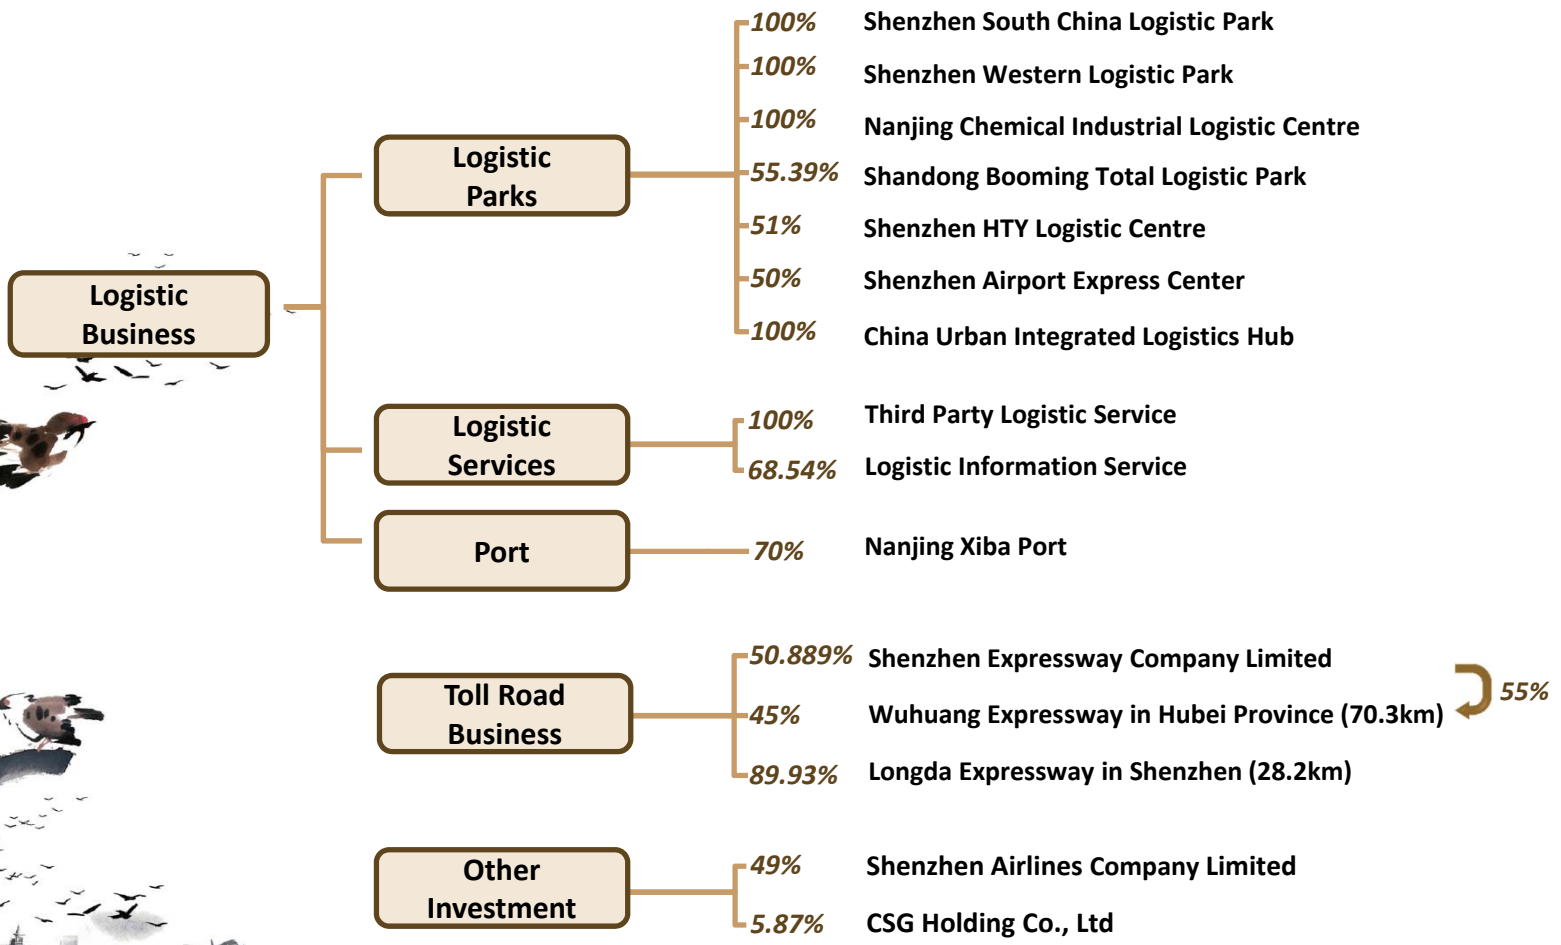 Logistic
Business
Logistic
Parks
100% Shenzhen South China Logistic Park
100% Shenzhen Western Logistic Park
100% Nanjing Chemical Industrial Logistic Centre
55.39% Shandong Booming Total Logistic Park
51% Shenzhen HTY Logistic Centre
50% Shenzhen Airport Express Center
100% China Urban Integrated Logistics Hub
Logistic
Services
100% Third Party Logistic Service
68.54% Logistic Information Service
Port
70% Nanjing Xiba Port
Toll Road
Business
50.889% Shenzhen Expressway Company Limited
55%
45% Wuhuang Expressway in Hubei Province (70.3km)
89.93% Longda Expressway in Shenzhen (28.2km)
Other
Investment
49% Shenzhen Airlines Company Limited
5.87% CSG Holding Co., Ltd